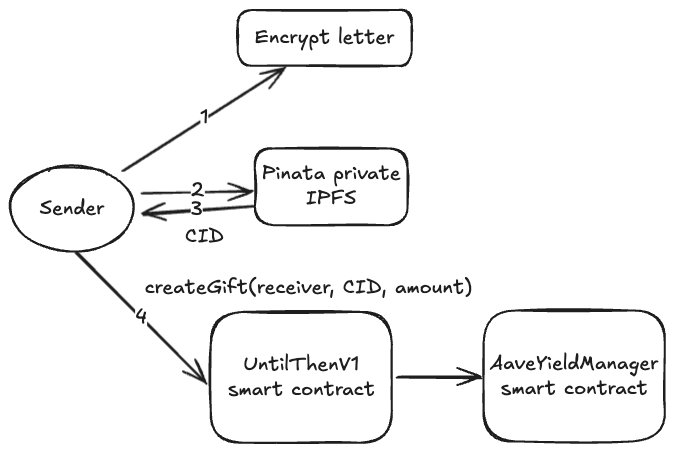 Encrypt letter
1
Pinata private
IPFS
2
3
Sender
CID
createGift(receiver, CID, amount)
4
UntilThenV1
smart contract
AaveYieldManager
smart contract